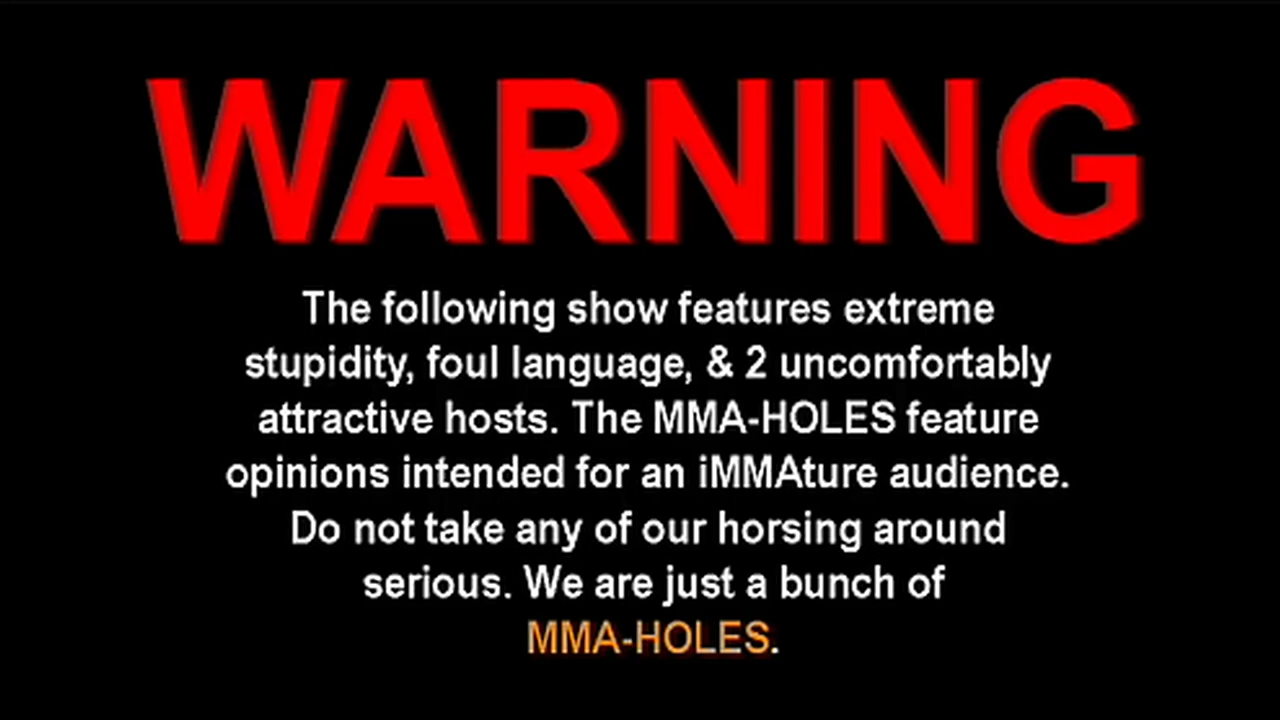 WARNING
The following show features extreme
stupidity, foul language, & 2 uncomfortably
attractive hosts. The MMA-HOLES feature
opinions intended for an iMMAture audience.
Do not take any of our horsing around
serious. We are just a bunch of
MMA-HOLES.